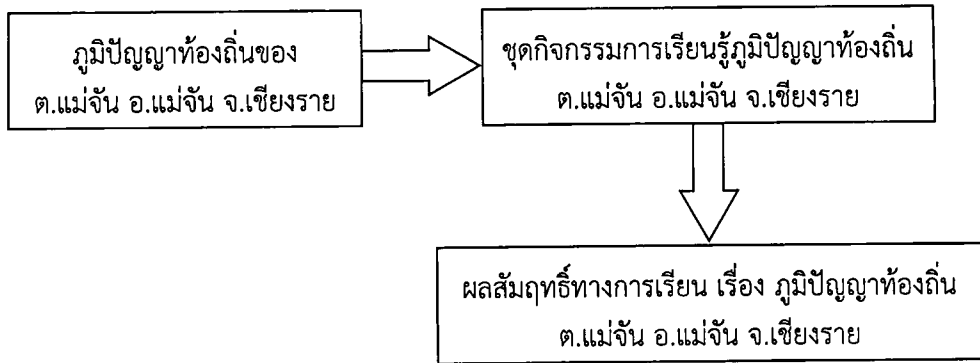 ภูมิปัญญาท้องถิ่นของ
ต.แม่จัน อ.แม่จัน จ.เชียงราย
ชุดกิจกรรมการเรียนรู้ภูมิปัญญาท้องถิ่น
ต.แม่จัน อ.แม่จัน จ.เชียงราย
ผลสัมฤทธิ์ทางการเรียน เรื่อง ภูมิปัญญาท้องถิ่น
ต.แม่จัน อ.แม่จัน จ.เชียงราย